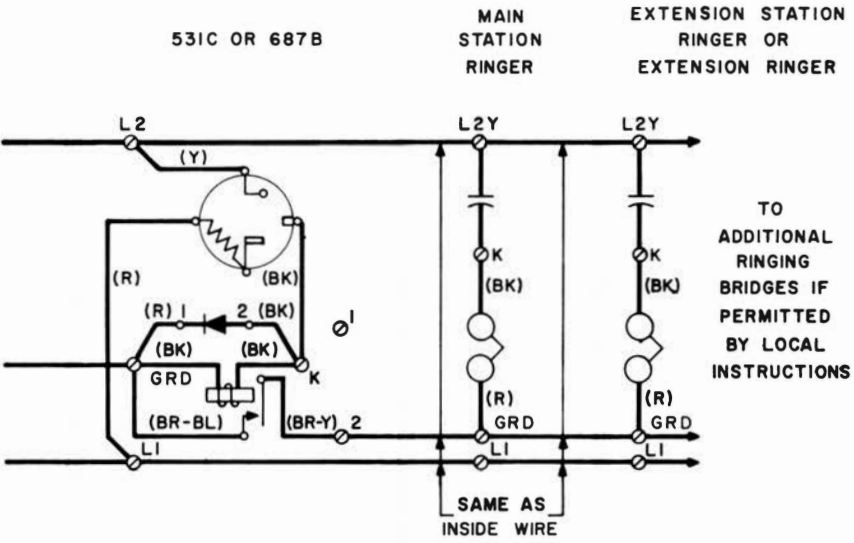 531C OR 687B
MAIN
STATION
RINGER
EXTENSION STATION
RINGER OR
EXTENSION RINGER
L2
L2Y
L2Y
(Y)
(R)
(BK)
K
K
(BK)
(BK)
TO
ADDITIONAL
RINGING
BRIDGES IF
PERMITTED
BY LOCAL
INSTRUCTIONS
(R) 1
2 (BK)
1
(BK)
(BK)
GRD
K
(R)
(R)
(BR-BL)
(BR-Y) 2
GRD
GRD
L1
L1
L1
SAME AS
INSIDE WIRE